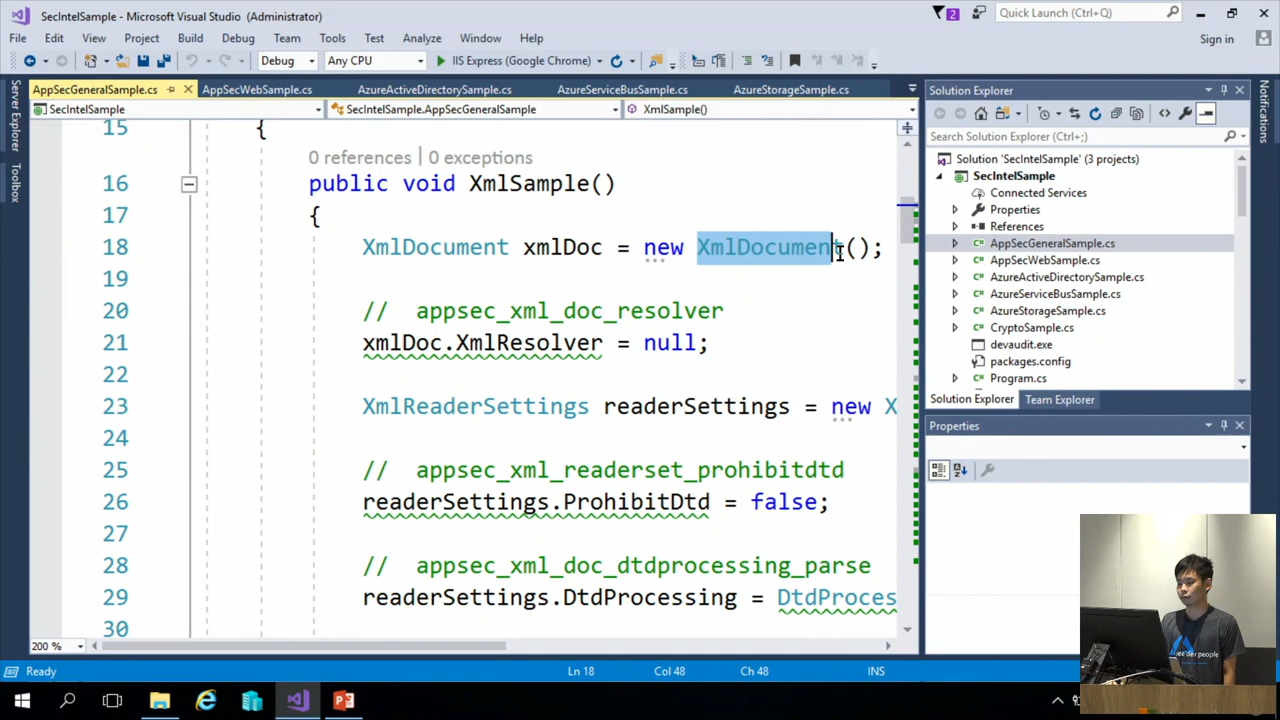 SecIntelSample - Microsoft Visual Studio (Administrator)
2
Quick Launch (Ctrl+Q)
File Edit View Project Build Debug Team Tools Test Analyze Window Help
Sign in
Debug Any CPU IIS Express (Google Chrome)
AppSecGeneralSample.cs AppSecWebSample.cs AzureActiveDirectorySample.cs AzureServiceBusSample.cs AzureStorageSample.cs
SecIntelSample SecIntelSample.AppSecGeneralSample XmlSample()
Server Explorer
Toolbox
15 {
0 references | 0 exceptions
16 public void XmlSample()
17 {
18 XmlDocument xmlDoc = new XmlDocument();
19
20 // appsec_xml_doc_resolver
21 xmlDoc.XmlResolver = null;
22
23 XmlReaderSettings readerSettings = new X
24
25 // appsec_xml_readerset_prohibitdtd
26 readerSettings.ProhibitDtd = false;
27
28 // appsec_xml_doc_dtdprocessing_parse
29 readerSettings.DtdProcessing = DtdProces
30
200 %
Solution Explorer
Search Solution Explorer (Ctrl+;)
Solution 'SecIntelSample' (3 projects)
SecIntelSample
Connected Services
Properties
References
AppSecGeneralSample.cs
AppSecWebSample.cs
AzureActiveDirectorySample.cs
AzureServiceBusSample.cs
AzureStorageSample.cs
CryptoSample.cs
devaudit.exe
packages.config
Program.cs
Solution Explorer Team Explorer
Properties
Notifications
Ready Ln 18 Col 48 Ch 48 INS